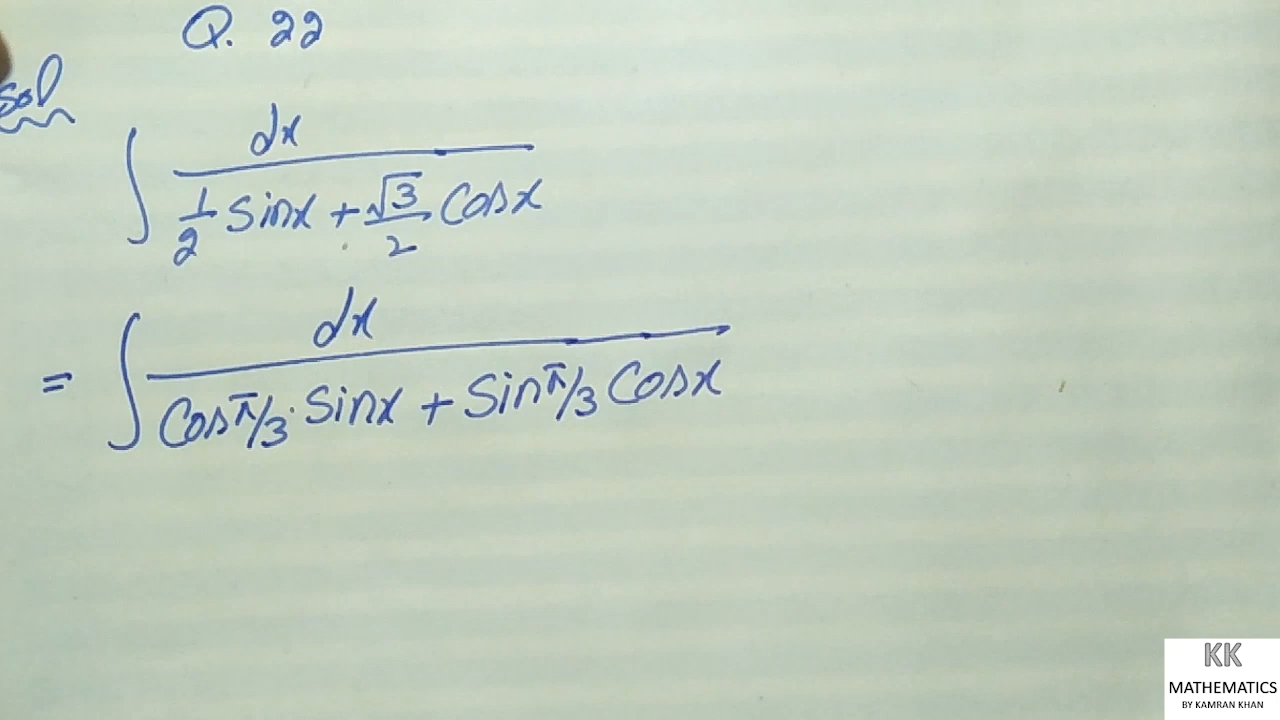 Q. 22
sol
∫ dx / (1/2 Sinx + √3/2 Cosx)
= ∫ dx / (Cosπ/3 · Sinx + Sinπ/3 Cosx)
KK
MATHEMATICS
BY KAMRAN KHAN